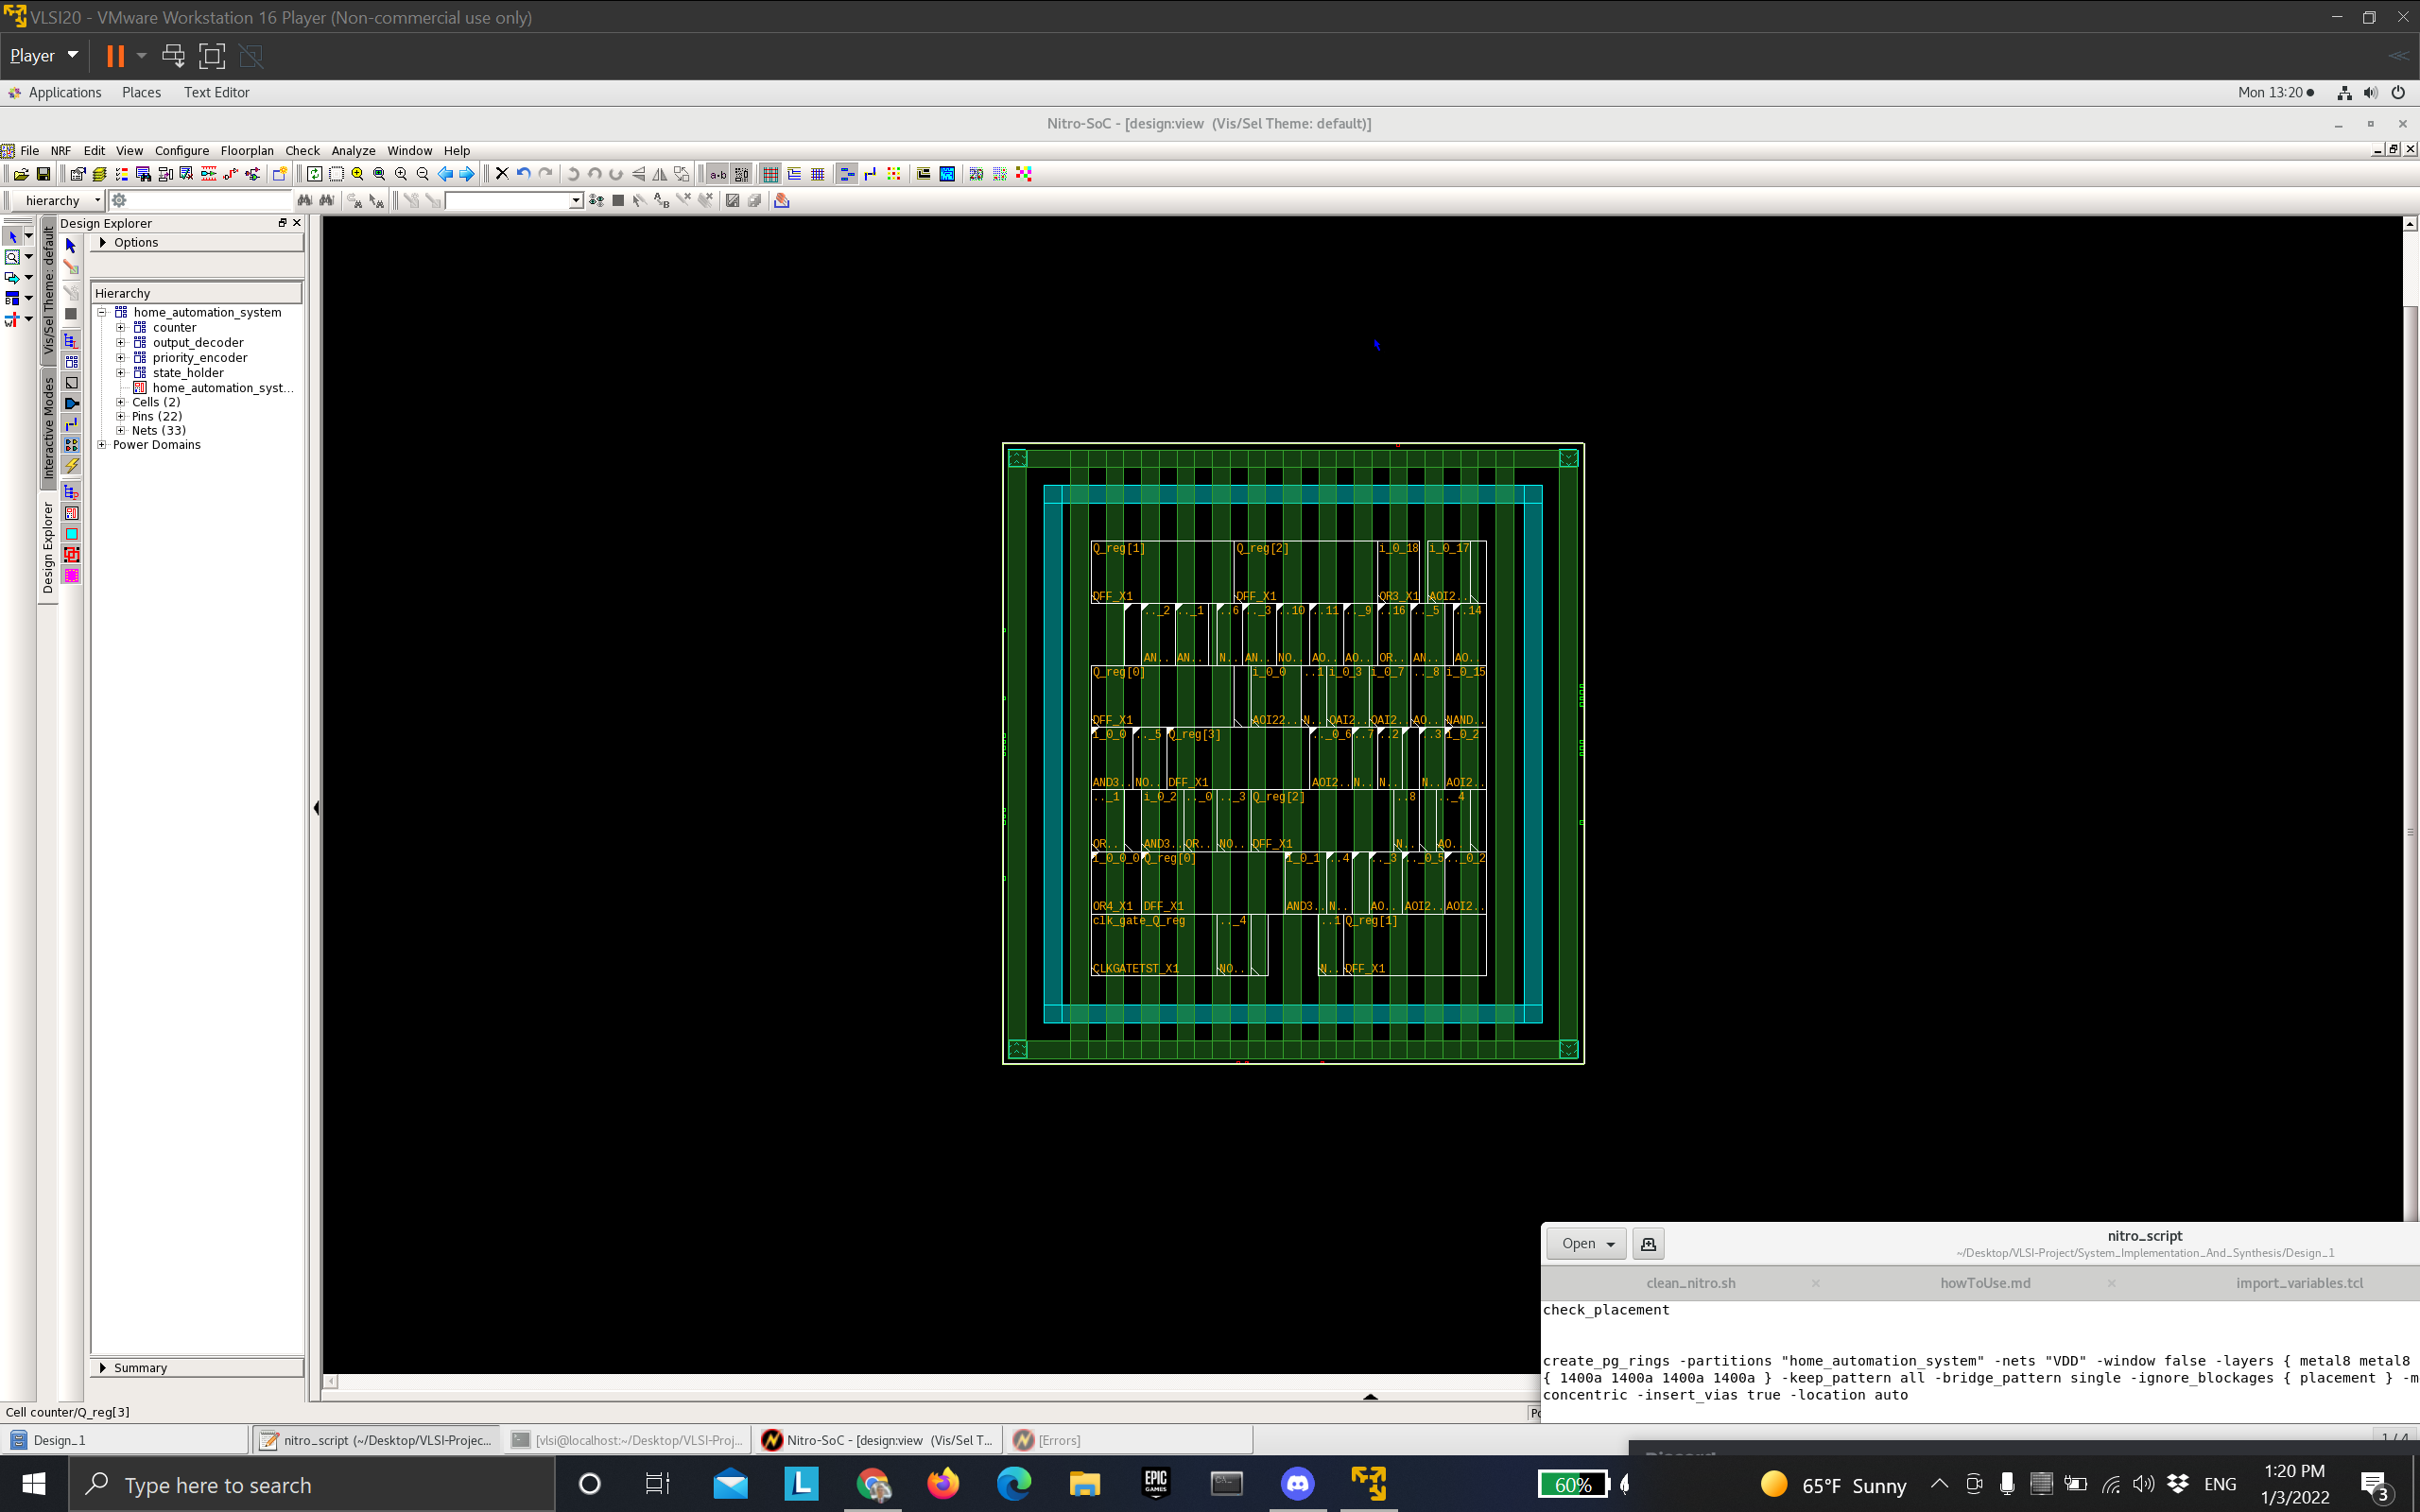 VLSI20 - VMware Workstation 16 Player (Non-commercial use only)
Player
Applications Places Text Editor
Mon 13:20
Nitro-SoC - [design:view (Vis/Sel Theme: default)]
File NRF Edit View Configure Floorplan Check Analyze Window Help
hierarchy
Design Explorer
Options
Vis/Sel Theme: default
Interactive Modes
Design Explorer
Hierarchy
home_automation_system
counter
output_decoder
priority_encoder
state_holder
home_automation_syst...
Cells (2)
Pins (22)
Nets (33)
Power Domains
Summary
Q_reg[1] Q_reg[2] i_0_18 i_0_17
DFF_X1 DFF_X1 OR3_X1 AOI2..
.._2 .._1 ..6 .._3 ..10 ..11 .._9 ..16 .._5 ..14
AN.. AN.. N.. AN.. NO.. AO.. AO.. OR.. AN.. AO..
Q_reg[0] i_0_0 ..1 i_0_3 i_0_7 .._8 i_0_15
DFF_X1 AOI22.. N.. OAI2.. OAI2.. AO.. NAND..
i_0_0 .._5 Q_reg[3] .._0_6 ..7 ..2 ..3 i_0_2
AND3.. NO.. DFF_X1 AOI2.. N.. N.. N.. AOI2..
.._1 i_0_2 .._0 .._3 Q_reg[2] ..8 .._4
OR.. AND3.. OR.. NO.. DFF_X1 N.. AO..
i_0_0_0 Q_reg[0] i_0_1 ..4 .._3 .._0_5 .._0_2
OR4_X1 DFF_X1 AND3.. N.. AO.. AOI2.. AOI2..
clk_gate_Q_reg .._4 ..1 Q_reg[1]
CLKGATETST_X1 NO.. N.. DFF_X1
Open
nitro_script
~/Desktop/VLSI-Project/System_Implementation_And_Synthesis/Design_1
clean_nitro.sh howToUse.md import_variables.tcl
check_placement
create_pg_rings -partitions "home_automation_system" -nets "VDD" -window false -layers { metal8 metal8
{ 1400a 1400a 1400a 1400a } -keep_pattern all -bridge_pattern single -ignore_blockages { placement } -m
concentric -insert_vias true -location auto
Cell counter/Q_reg[3]
Design_1
nitro_script (~/Desktop/VLSI-Projec...
[vlsi@localhost:~/Desktop/VLSI-Proj...
Nitro-SoC - [design:view (Vis/Sel T...
[Errors]
Type here to search
EPIC GAMES
60%
65°F Sunny
ENG
1:20 PM
1/3/2022
3